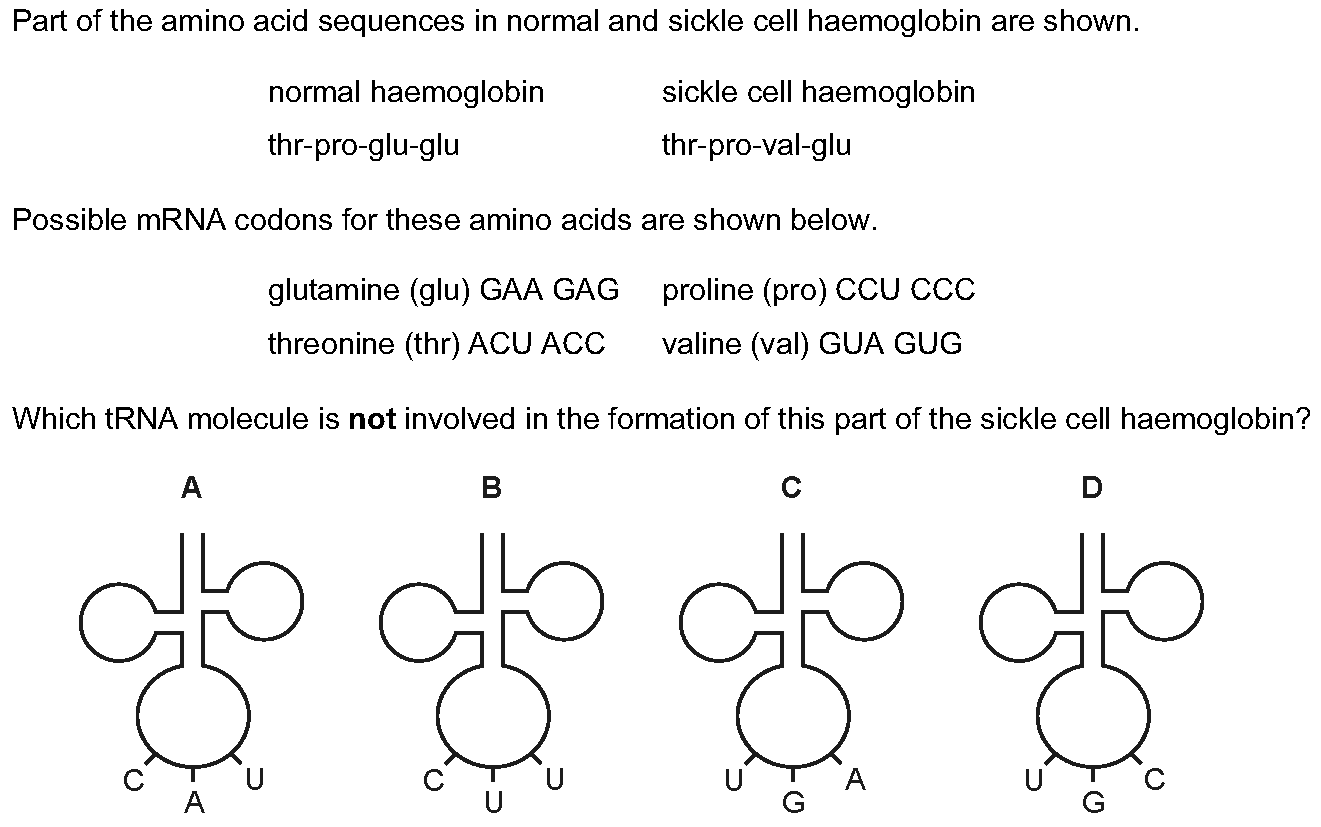 Part of the amino acid sequences in normal and sickle cell haemoglobin are shown.
normal haemoglobin sickle cell haemoglobin
thr-pro-glu-glu thr-pro-val-glu
Possible mRNA codons for these amino acids are shown below.
glutamine (glu) GAA GAG proline (pro) CCU CCC
threonine (thr) ACU ACC valine (val) GUA GUG
Which tRNA molecule is not involved in the formation of this part of the sickle cell haemoglobin?
A B C D
C A U C U U U G A U G C